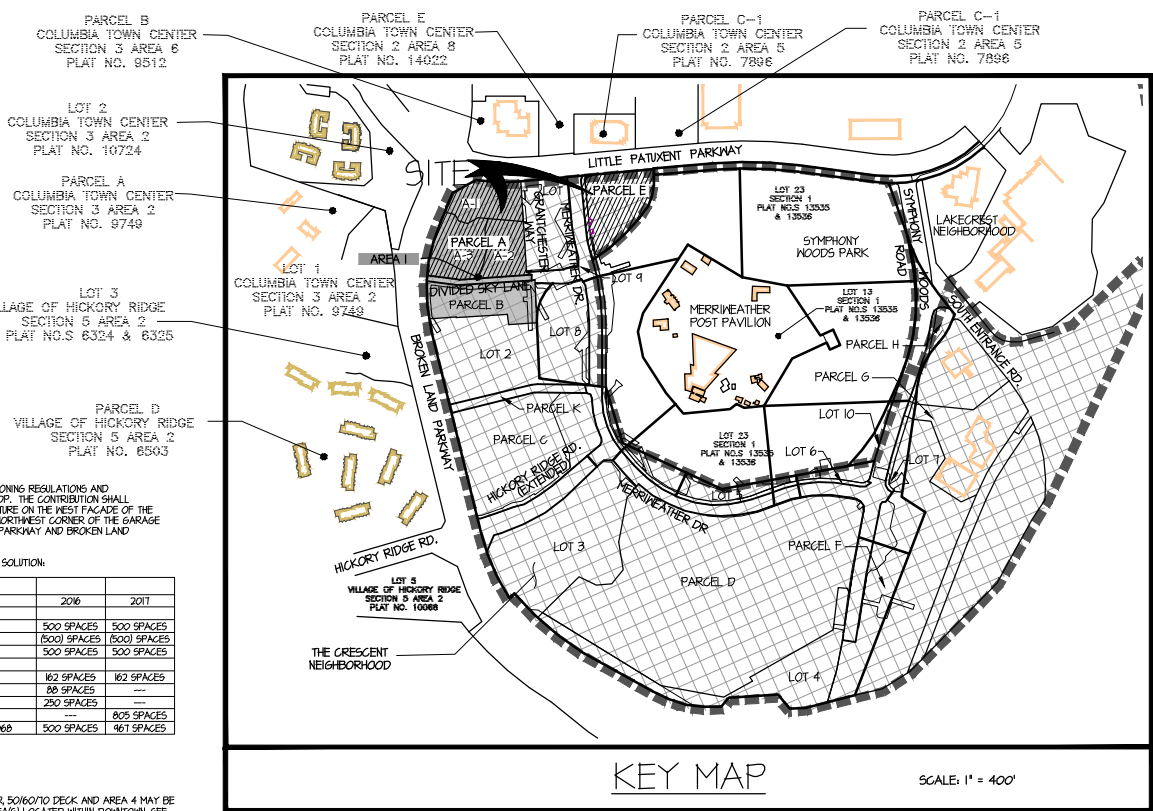 PARCEL B
COLUMBIA TOWN CENTER
SECTION 3 AREA 6
PLAT NO. 9512
PARCEL E
COLUMBIA TOWN CENTER
SECTION 2 AREA 8
PLAT NO. 14022
PARCEL C-1
COLUMBIA TOWN CENTER
SECTION 2 AREA 5
PLAT NO. 7896
PARCEL C-1
COLUMBIA TOWN CENTER
SECTION 2 AREA 5
PLAT NO. 7896
LOT 2
COLUMBIA TOWN CENTER
SECTION 3 AREA 2
PLAT NO. 10724
PARCEL A
COLUMBIA TOWN CENTER
SECTION 3 AREA 2
PLAT NO. 9749
LOT 1
COLUMBIA TOWN CENTER
SECTION 3 AREA 2
PLAT NO. 9749
LOT 3
VILLAGE OF HICKORY RIDGE
SECTION 5 AREA 2
PLAT NO.S 6324 & 6325
PARCEL D
VILLAGE OF HICKORY RIDGE
SECTION 5 AREA 2
PLAT NO. 6503
SITE
LITTLE PATUXENT PARKWAY
A-1
PARCEL A
A-3 A-2
AREA 1
DIVIDED SKY LANE
PARCEL B
GRANCHESTER
WAY
LOT
MERRIWEATHER DR.
PARCEL E
LOT 9
LOT 8
LOT 2
LOT 23
SECTION 1
PLAT NO.S 13535
& 13536
SYMPHONY
WOODS PARK
SYMPHONY
WOODS
ROAD
LAKECREST
NEIGHBORHOOD
SOUTH ENTRANCE RD.
LOT 13
SECTION 1
PLAT NO.S 13535
& 13536
MERRIWEATHER
POST PAVILION
PARCEL H
PARCEL G
LOT 10
LOT 7
LOT 6
LOT 23
SECTION 1
PLAT NO.S 13535
& 13536
LOT 5
BROKEN LAND PARKWAY
PARCEL K
PARCEL C
HICKORY RIDGE RD.
(EXTENDED)
MERRIWEATHER DR
LOT 3
PARCEL D
PARCEL F
LOT 4
HICKORY RIDGE RD.
LOT 5
VILLAGE OF HICKORY RIDGE
SECTION 5 AREA 2
PLAT NO. 10068
THE CRESCENT
NEIGHBORHOOD
ONING REGULATIONS AND
OP. THE CONTRIBUTION SHALL
TURE ON THE WEST FACADE OF THE
ORTHWEST CORNER OF THE GARAGE
PARKWAY AND BROKEN LAND
SOLUTION:
2016 2017
500 SPACES 500 SPACES
(500) SPACES (500) SPACES
500 SPACES 500 SPACES
162 SPACES 162 SPACES
88 SPACES ---
250 SPACES ---
--- 805 SPACES
068 500 SPACES 967 SPACES
R, 50/60/70 DECK AND AREA 4 MAY BE
KEY MAP
SCALE: 1" = 400'